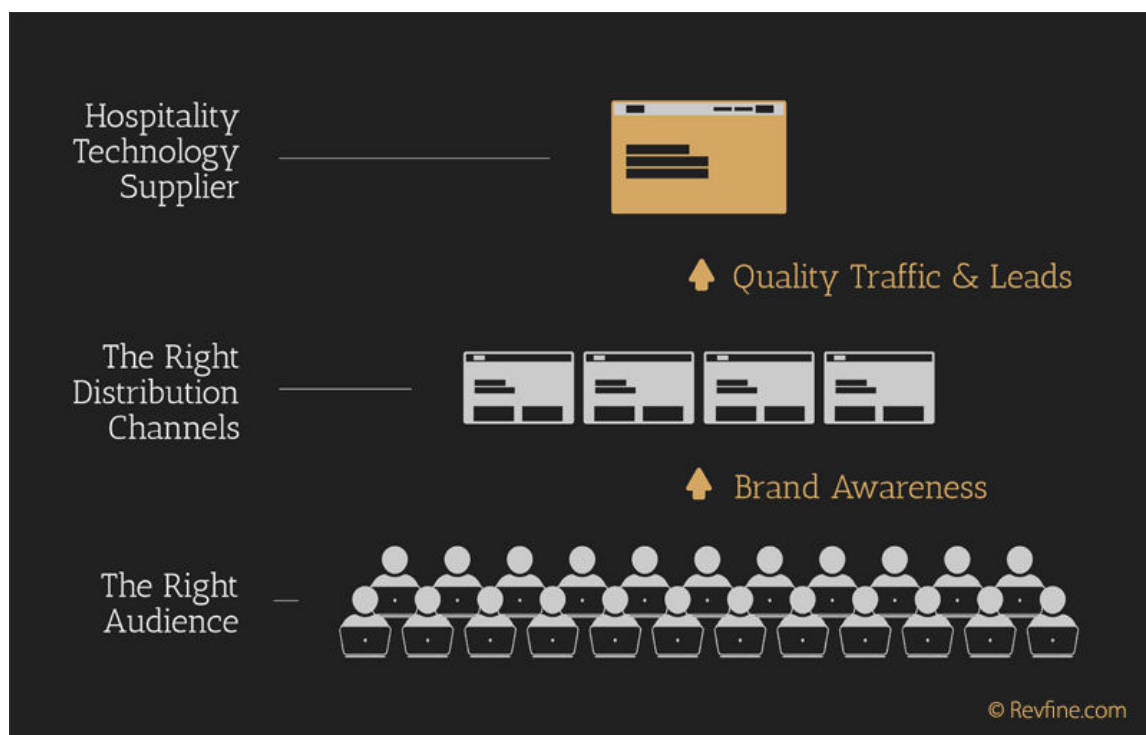 Hospitality
Technology
Supplier
Quality Traffic & Leads
The Right
Distribution
Channels
Brand Awareness
The Right
Audience
© Revfine.com